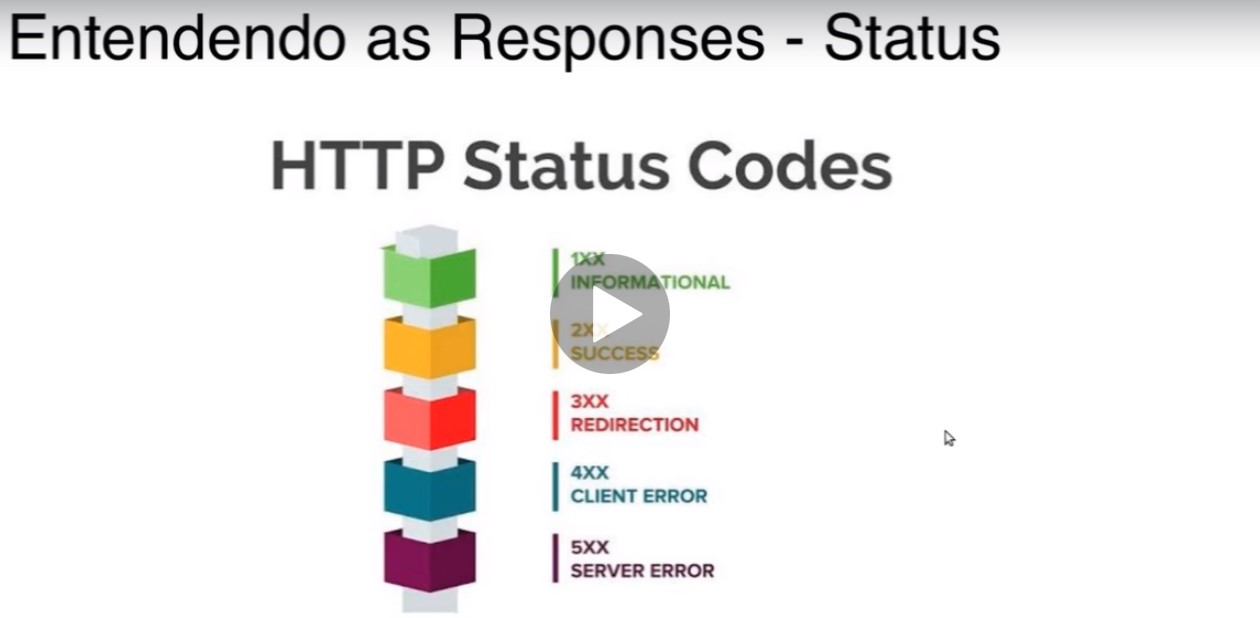 Entendendo as Responses - Status
HTTP Status Codes
1XX
INFORMATIONAL
2XX
SUCCESS
3XX
REDIRECTION
4XX
CLIENT ERROR
5XX
SERVER ERROR